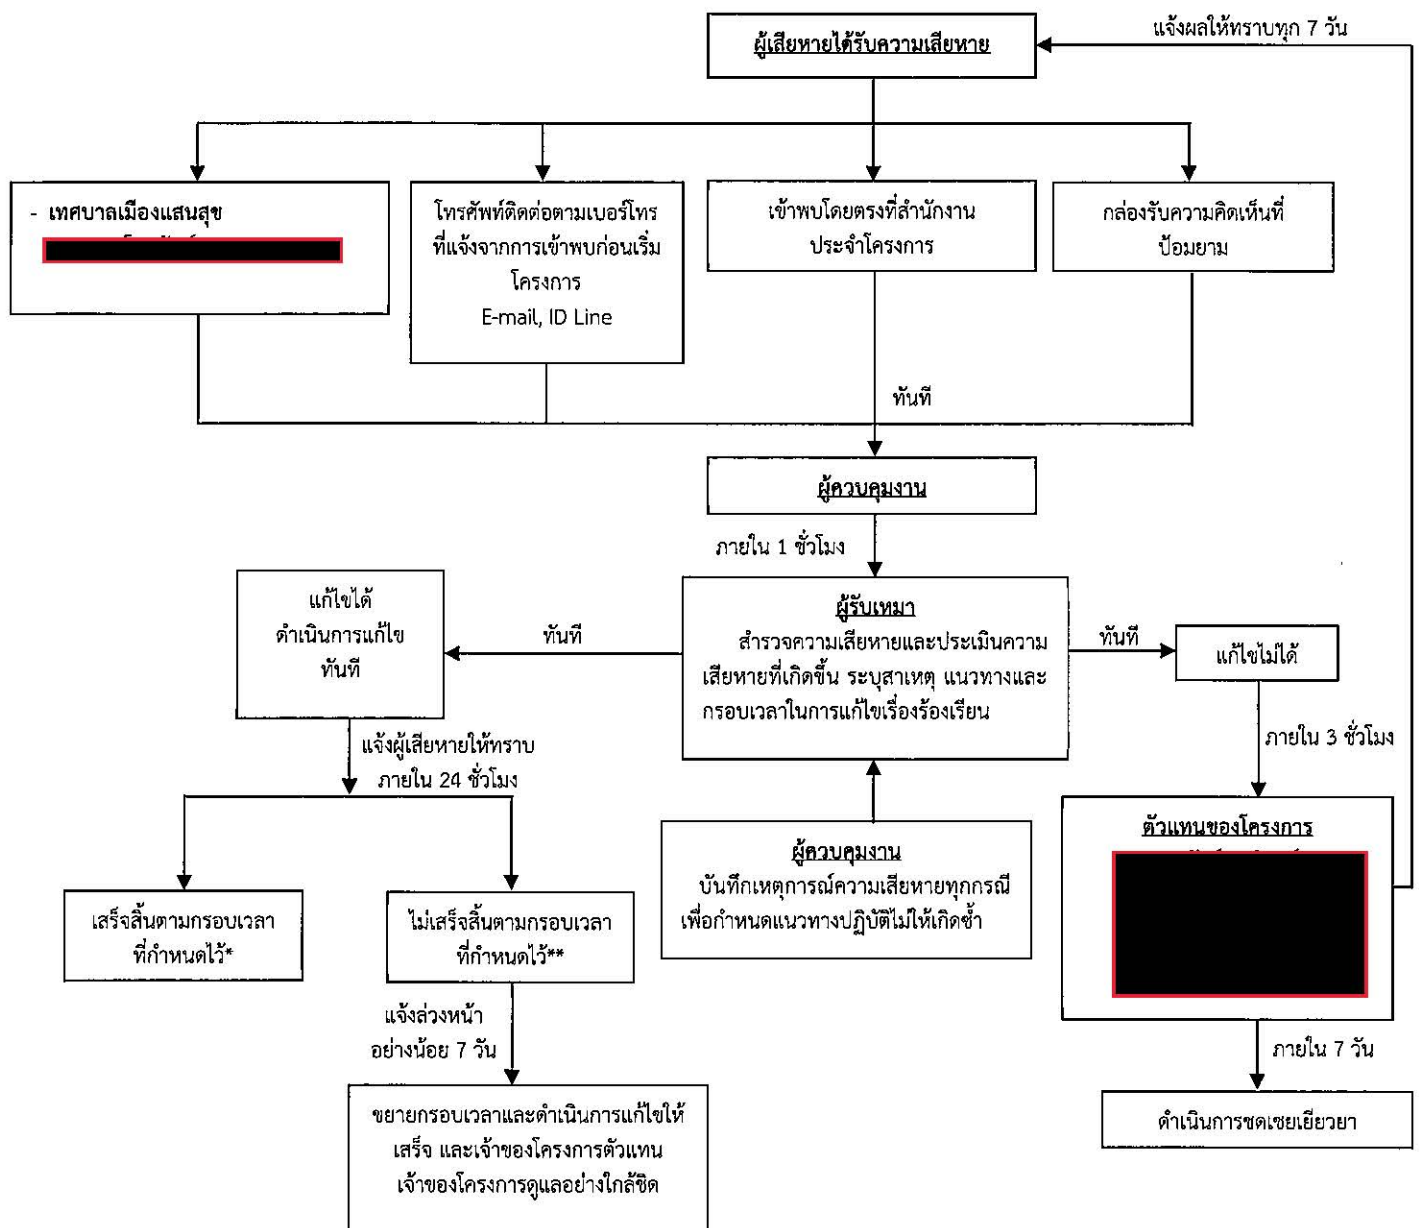 แจ้งผลให้ทราบทุก 7 วัน
ผู้เสียหายได้รับความเสียหาย
- เทศบาลเมืองแสนสุข
โทรศัพท์ติดต่อตามเบอร์โทร
ที่แจ้งจากการเข้าพบก่อนเริ่ม
โครงการ
E-mail, ID Line
เข้าพบโดยตรงที่สำนักงาน
ประจำโครงการ
กล่องรับความคิดเห็นที่
ป้อมยาม
ทันที
ผู้ควบคุมงาน
ภายใน 1 ชั่วโมง
แก้ไขได้
ดำเนินการแก้ไข
ทันที
ทันที
ผู้รับเหมา
สำรวจความเสียหายและประเมินความ
เสียหายที่เกิดขึ้น ระบุสาเหตุ แนวทางและ
กรอบเวลาในการแก้ไขเรื่องร้องเรียน
ทันที
แก้ไขไม่ได้
แจ้งผู้เสียหายให้ทราบ
ภายใน 24 ชั่วโมง
ภายใน 3 ชั่วโมง
ผู้ควบคุมงาน
บันทึกเหตุการณ์ความเสียหายทุกกรณี
เพื่อกำหนดแนวทางปฏิบัติไม่ให้เกิดซ้ำ
ตัวแทนของโครงการ
เสร็จสิ้นตามกรอบเวลา
ที่กำหนดไว้*
ไม่เสร็จสิ้นตามกรอบเวลา
ที่กำหนดไว้**
แจ้งล่วงหน้า
อย่างน้อย 7 วัน
ภายใน 7 วัน
ขยายกรอบเวลาและดำเนินการแก้ไขให้
เสร็จ และเจ้าของโครงการตัวแทน
เจ้าของโครงการดูแลอย่างใกล้ชิด
ดำเนินการชดเชยเยียวยา